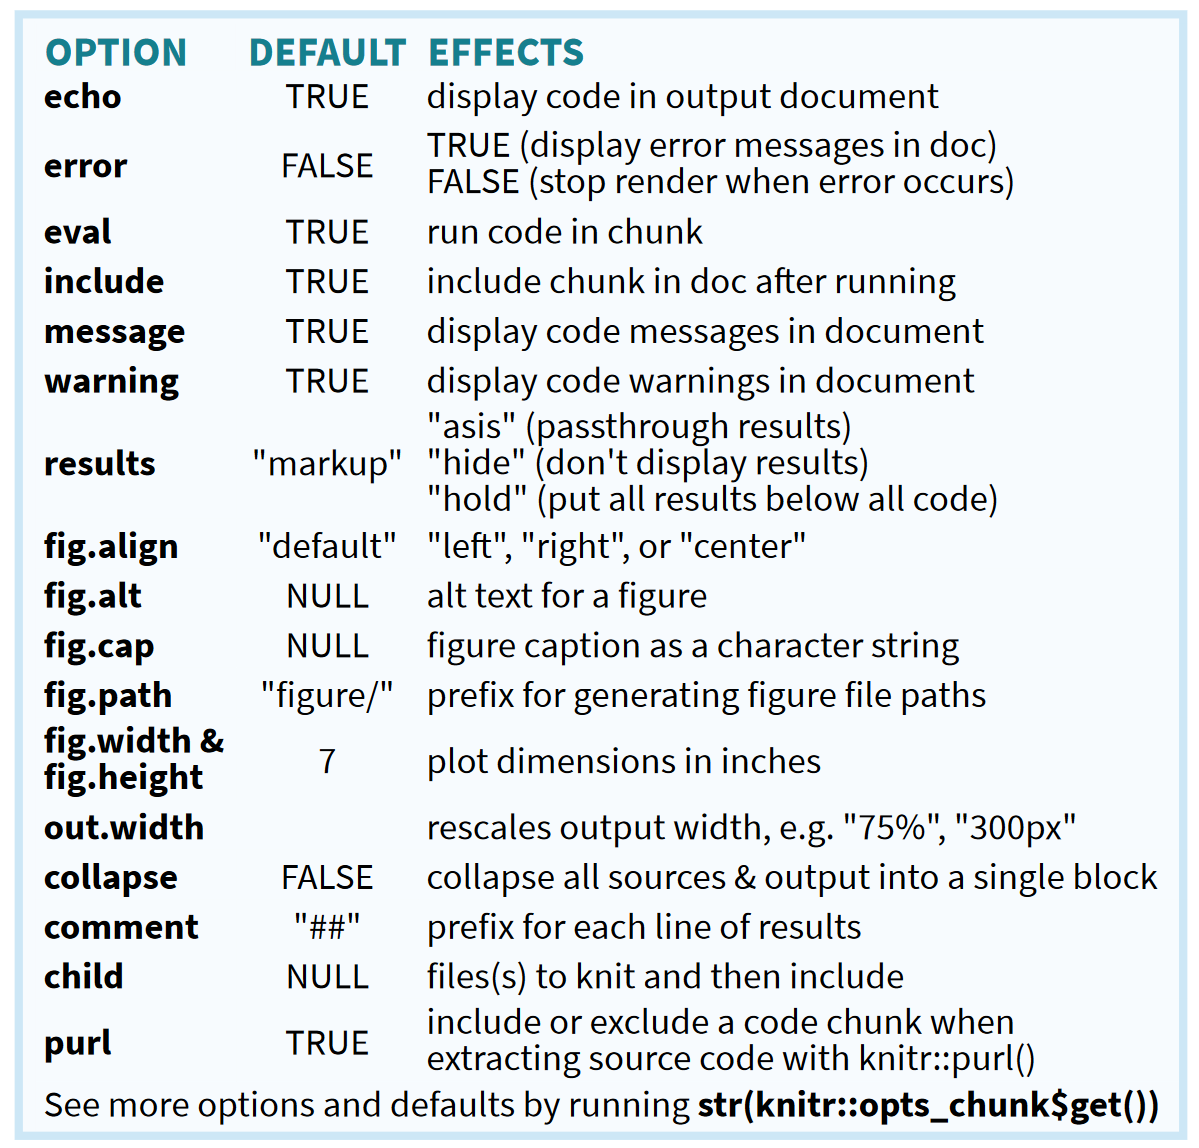 OPTION DEFAULT EFFECTS
echo TRUE display code in output document
error FALSE TRUE (display error messages in doc)
FALSE (stop render when error occurs)
eval TRUE run code in chunk
include TRUE include chunk in doc after running
message TRUE display code messages in document
warning TRUE display code warnings in document
results "markup" "asis" (passthrough results)
"hide" (don't display results)
"hold" (put all results below all code)
fig.align "default" "left", "right", or "center"
fig.alt NULL alt text for a figure
fig.cap NULL figure caption as a character string
fig.path "figure/" prefix for generating figure file paths
fig.width &
fig.height 7 plot dimensions in inches
out.width rescales output width, e.g. "75%", "300px"
collapse FALSE collapse all sources & output into a single block
comment "##" prefix for each line of results
child NULL files(s) to knit and then include
purl TRUE include or exclude a code chunk when
extracting source code with knitr::purl()
See more options and defaults by running str(knitr::opts_chunk$get())